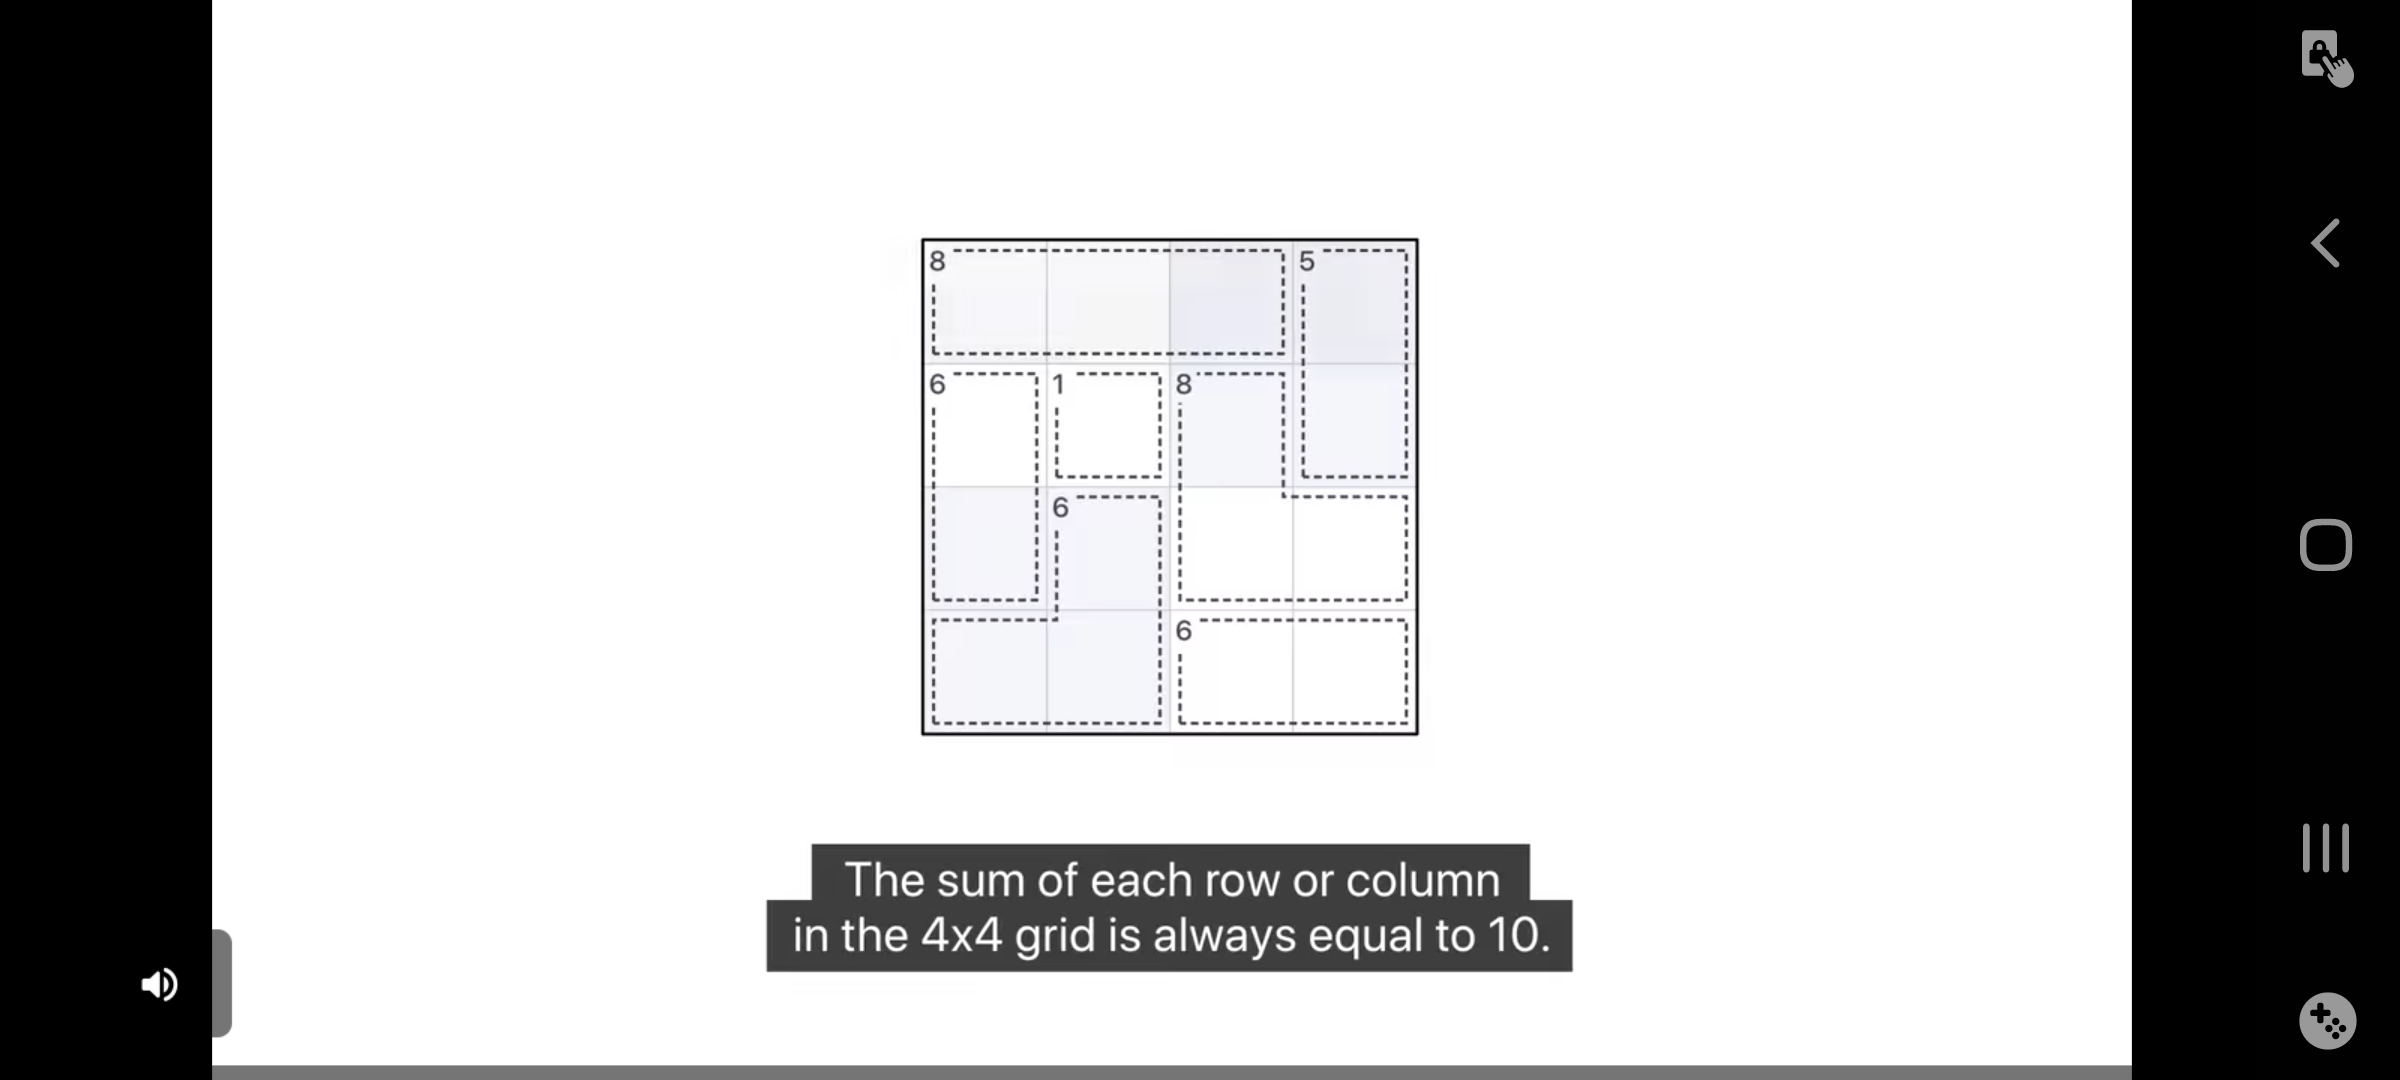 8 5
6 1 8
6
6
The sum of each row or column
in the 4x4 grid is always equal to 10.